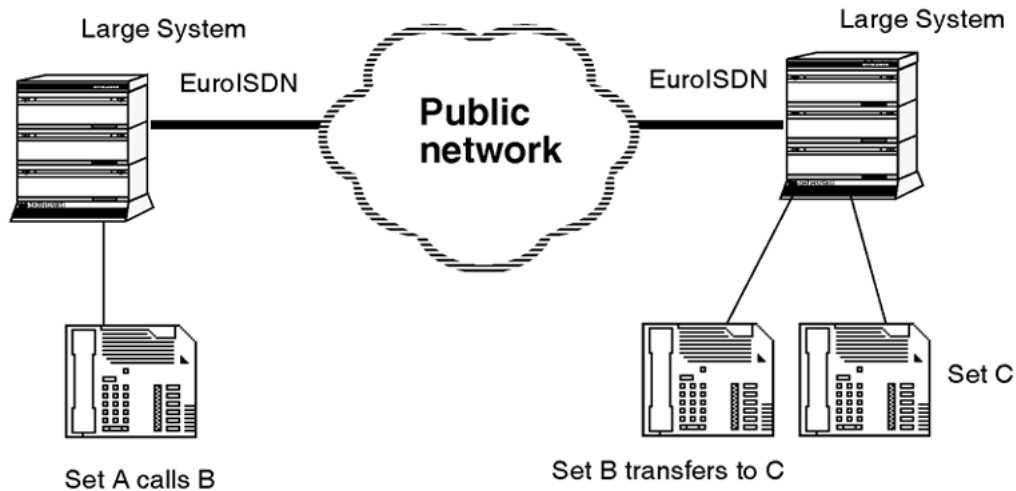 Large System
Large System
EuroISDN
EuroISDN
Public
network
Set C
Set A calls B
Set B transfers to C